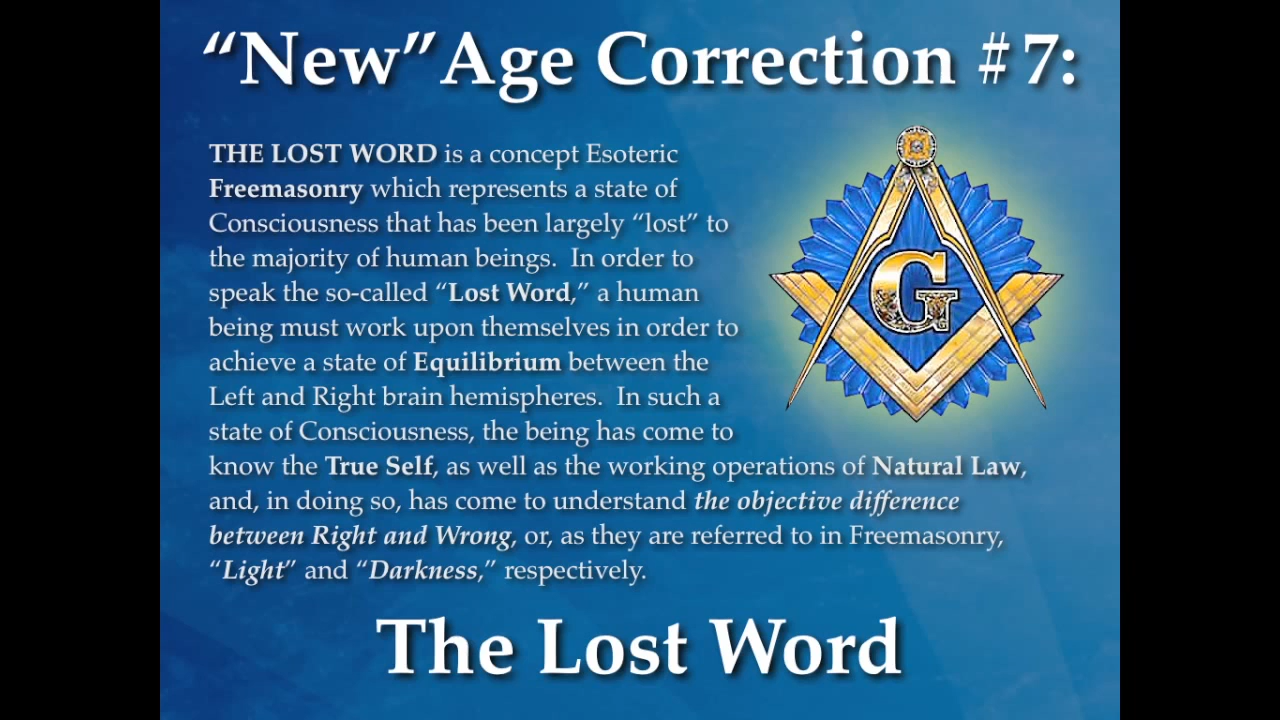 “New”Age Correction #7:
THE LOST WORD is a concept Esoteric
Freemasonry which represents a state of
Consciousness that has been largely “lost” to
the majority of human beings.  In order to
speak the so-called “Lost Word,” a human
being must work upon themselves in order to
achieve a state of Equilibrium between the
Left and Right brain hemispheres.  In such a
state of Consciousness, the being has come to
know the True Self, as well as the working operations of Natural Law,
and, in doing so, has come to understand the objective difference
between Right and Wrong, or, as they are referred to in Freemasonry,
“Light” and “Darkness,” respectively.
G
The Lost Word